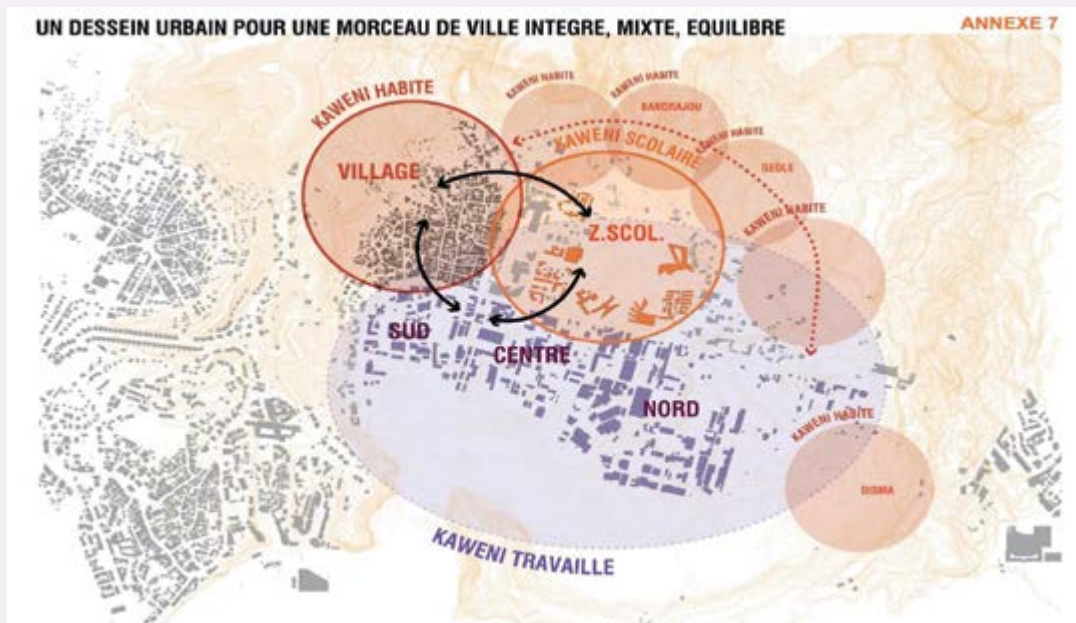 UN DESSEIN URBAIN POUR UNE MORCEAU DE VILLE INTEGRE, MIXTE, EQUILIBRE
ANNEXE 7
KAWENI HABITE
VILLAGE
KAWENI HABITE
KAWENI HABITE
BANDRAJOU
KAWENI HABITE
KAWENI SCOLAIRE
GEOLE
KAWENI HABITE
Z.SCOL.
SUD
CENTRE
NORD
KAWENI HABITE
DISMA
KAWENI TRAVAILLE